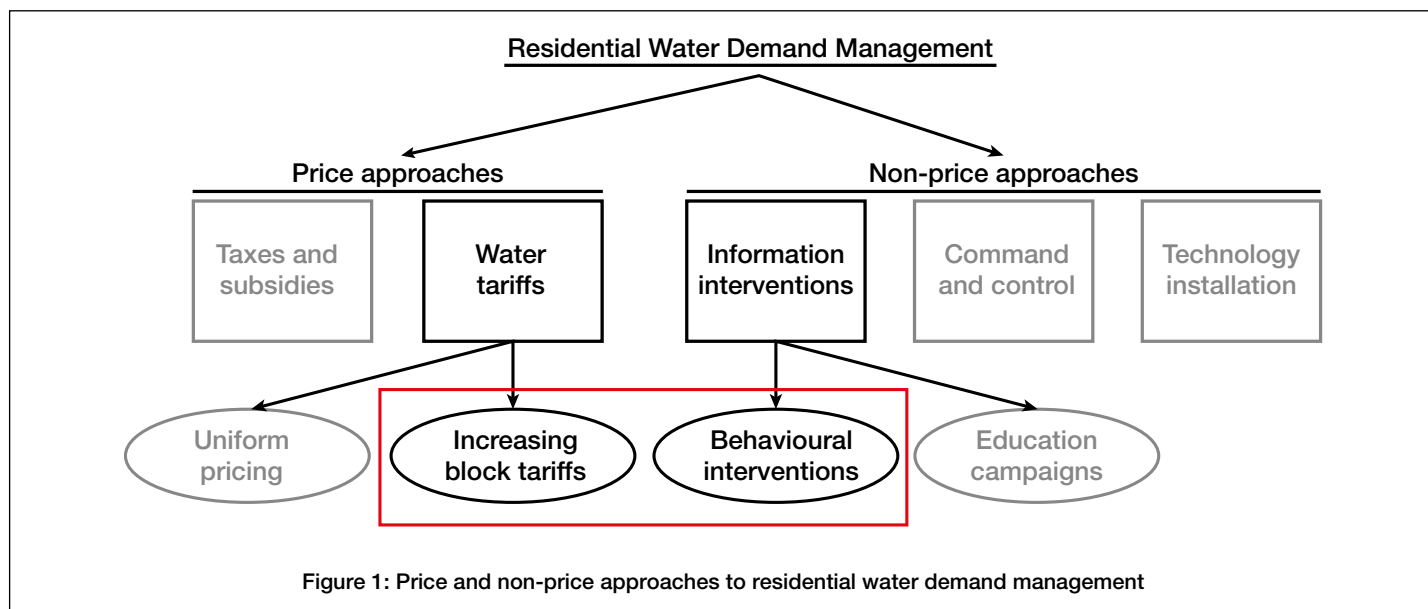 Residential Water Demand Management
Price approaches
Non-price approaches
Taxes and
subsidies
Water
tariffs
Information
interventions
Command
and control
Technology
installation
Uniform
pricing
Increasing
block tariffs
Behavioural
interventions
Education
campaigns
Figure 1: Price and non-price approaches to residential water demand management